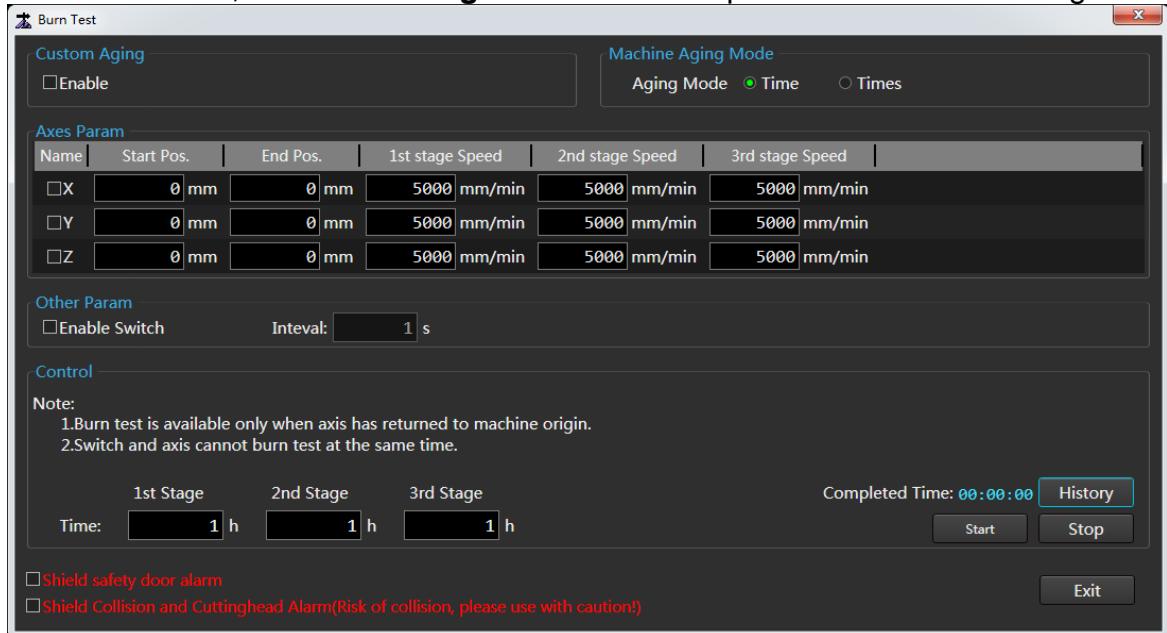 Burn Test
Custom Aging
Enable
Machine Aging Mode
Aging Mode Time Times
Axes Param
Name Start Pos. End Pos. 1st stage Speed 2nd stage Speed 3rd stage Speed
X 0 mm 0 mm 5000 mm/min 5000 mm/min 5000 mm/min
Y 0 mm 0 mm 5000 mm/min 5000 mm/min 5000 mm/min
Z 0 mm 0 mm 5000 mm/min 5000 mm/min 5000 mm/min
Other Param
Enable Switch Inteval: 1 s
Control
Note:
1.Burn test is available only when axis has returned to machine origin.
2.Switch and axis cannot burn test at the same time.
1st Stage 2nd Stage 3rd Stage
Completed Time: 00:00:00 History
Time: 1 h 1 h 1 h
Start Stop
Shield safety door alarm
Shield Collision and Cuttinghead Alarm(Risk of collision, please use with caution!)
Exit